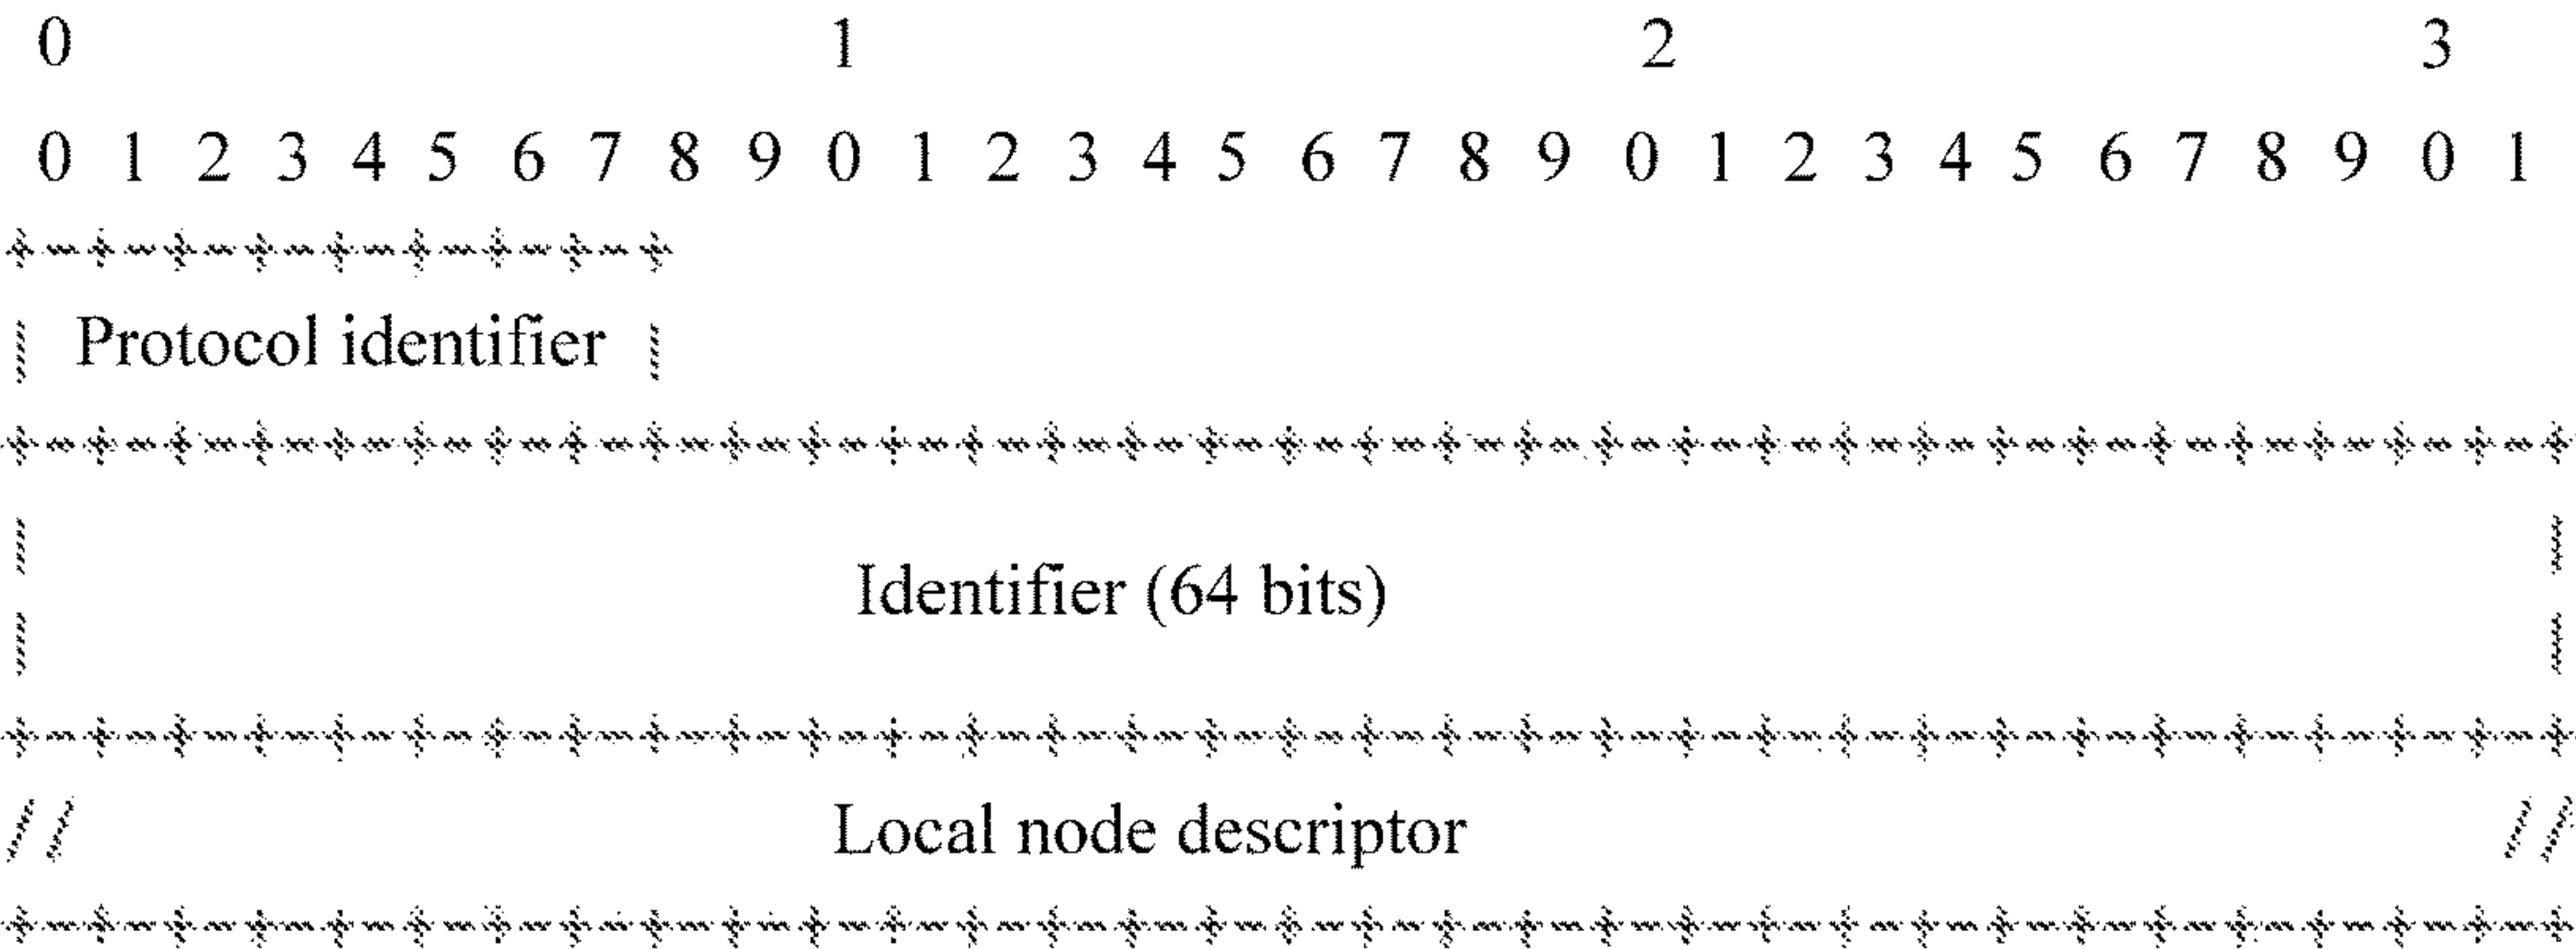 0 1 2 3
0 1 2 3 4 5 6 7 8 9 0 1 2 3 4 5 6 7 8 9 0 1 2 3 4 5 6 7 8 9 0 1
+-+-+-+-+-+-+-+-+
| Protocol identifier |
+-+-+-+-+-+-+-+-+-+-+-+-+-+-+-+-+-+-+-+-+-+-+-+-+-+-+-+-+-+-+-+-+
| |
Identifier (64 bits)
| |
+-+-+-+-+-+-+-+-+-+-+-+-+-+-+-+-+-+-+-+-+-+-+-+-+-+-+-+-+-+-+-+-+
// Local node descriptor //
+-+-+-+-+-+-+-+-+-+-+-+-+-+-+-+-+-+-+-+-+-+-+-+-+-+-+-+-+-+-+-+-+